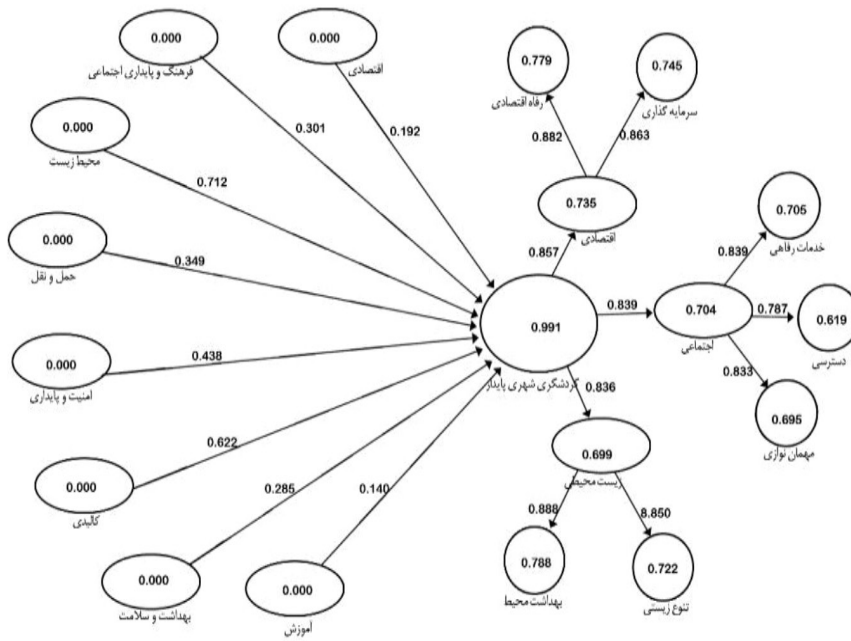 0.000
فرهنگ و پایداری اجتماعی
0.000
اقتصادی
0.779
رفاه اقتصادی
0.745
سرمایه گذاری
0.301
0.192
0.882
0.863
0.000
محیط زیست
0.712
0.735
اقتصادی
0.857
0.705
خدمات رفاهی
0.839
0.000
حمل و نقل
0.349
0.991
گردشگری شهری پایدار
0.839
0.704
اجتماعی
0.787
0.619
دسترسی
0.833
0.695
مهمان نوازی
0.000
امنیت و پایداری
0.438
0.836
0.699
زیست محیطی
0.000
کالبدی
0.622
0.285
0.140
0.888
8.850
0.788
بهداشت محیط
0.722
تنوع زیستی
0.000
بهداشت و سلامت
0.000
آموزش